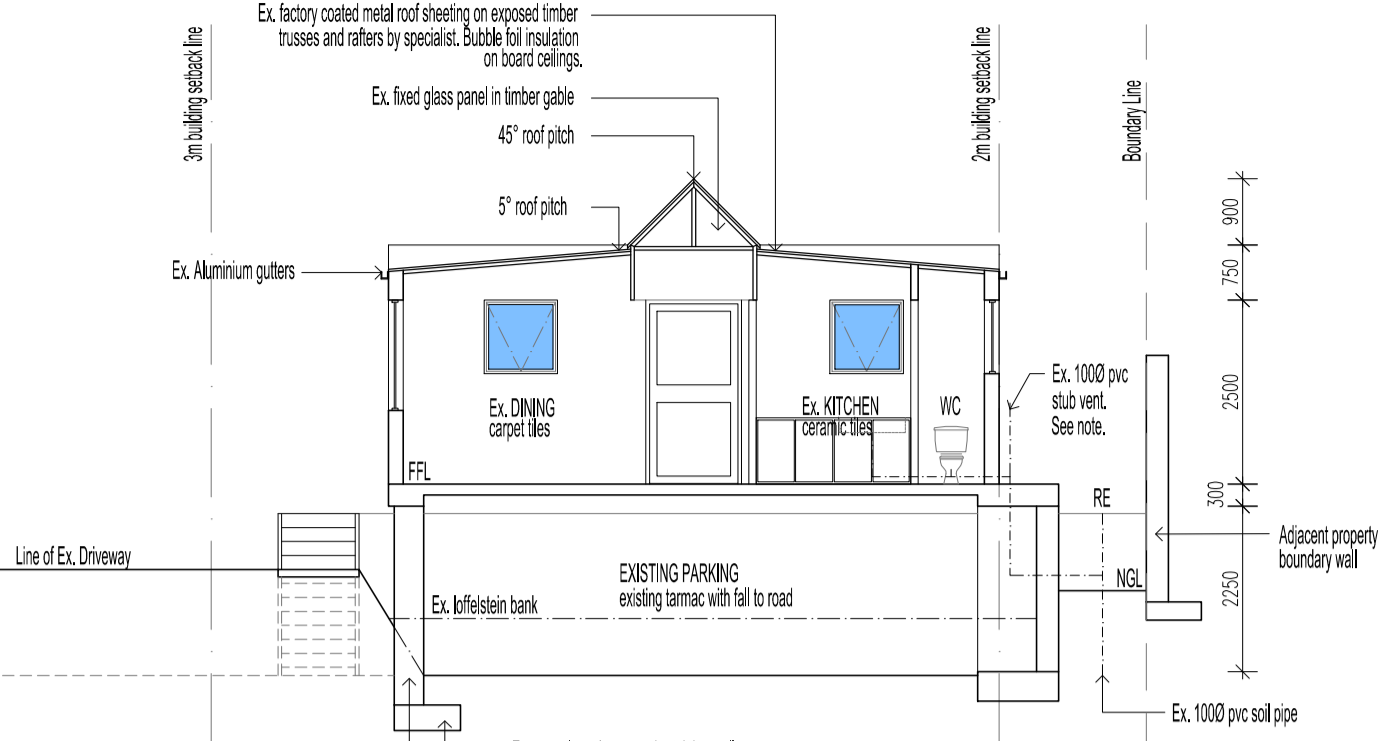 Ex. factory coated metal roof sheeting on exposed timber
trusses and rafters by specialist. Bubble foil insulation
on board ceilings.
3m building setback line
2m building setback line
Boundary Line
Ex. fixed glass panel in timber gable
45° roof pitch
5° roof pitch
900
Ex. Aluminium gutters
750
Ex. 100Ø pvc
stub vent.
See note.
2500
Ex. DINING
carpet tiles
Ex. KITCHEN
ceramic tiles
WC
FFL
300
RE
Adjacent property
boundary wall
Line of Ex. Driveway
EXISTING PARKING
existing tarmac with fall to road
NGL
2250
Ex. loffelstein bank
Ex. 100Ø pvc soil pipe